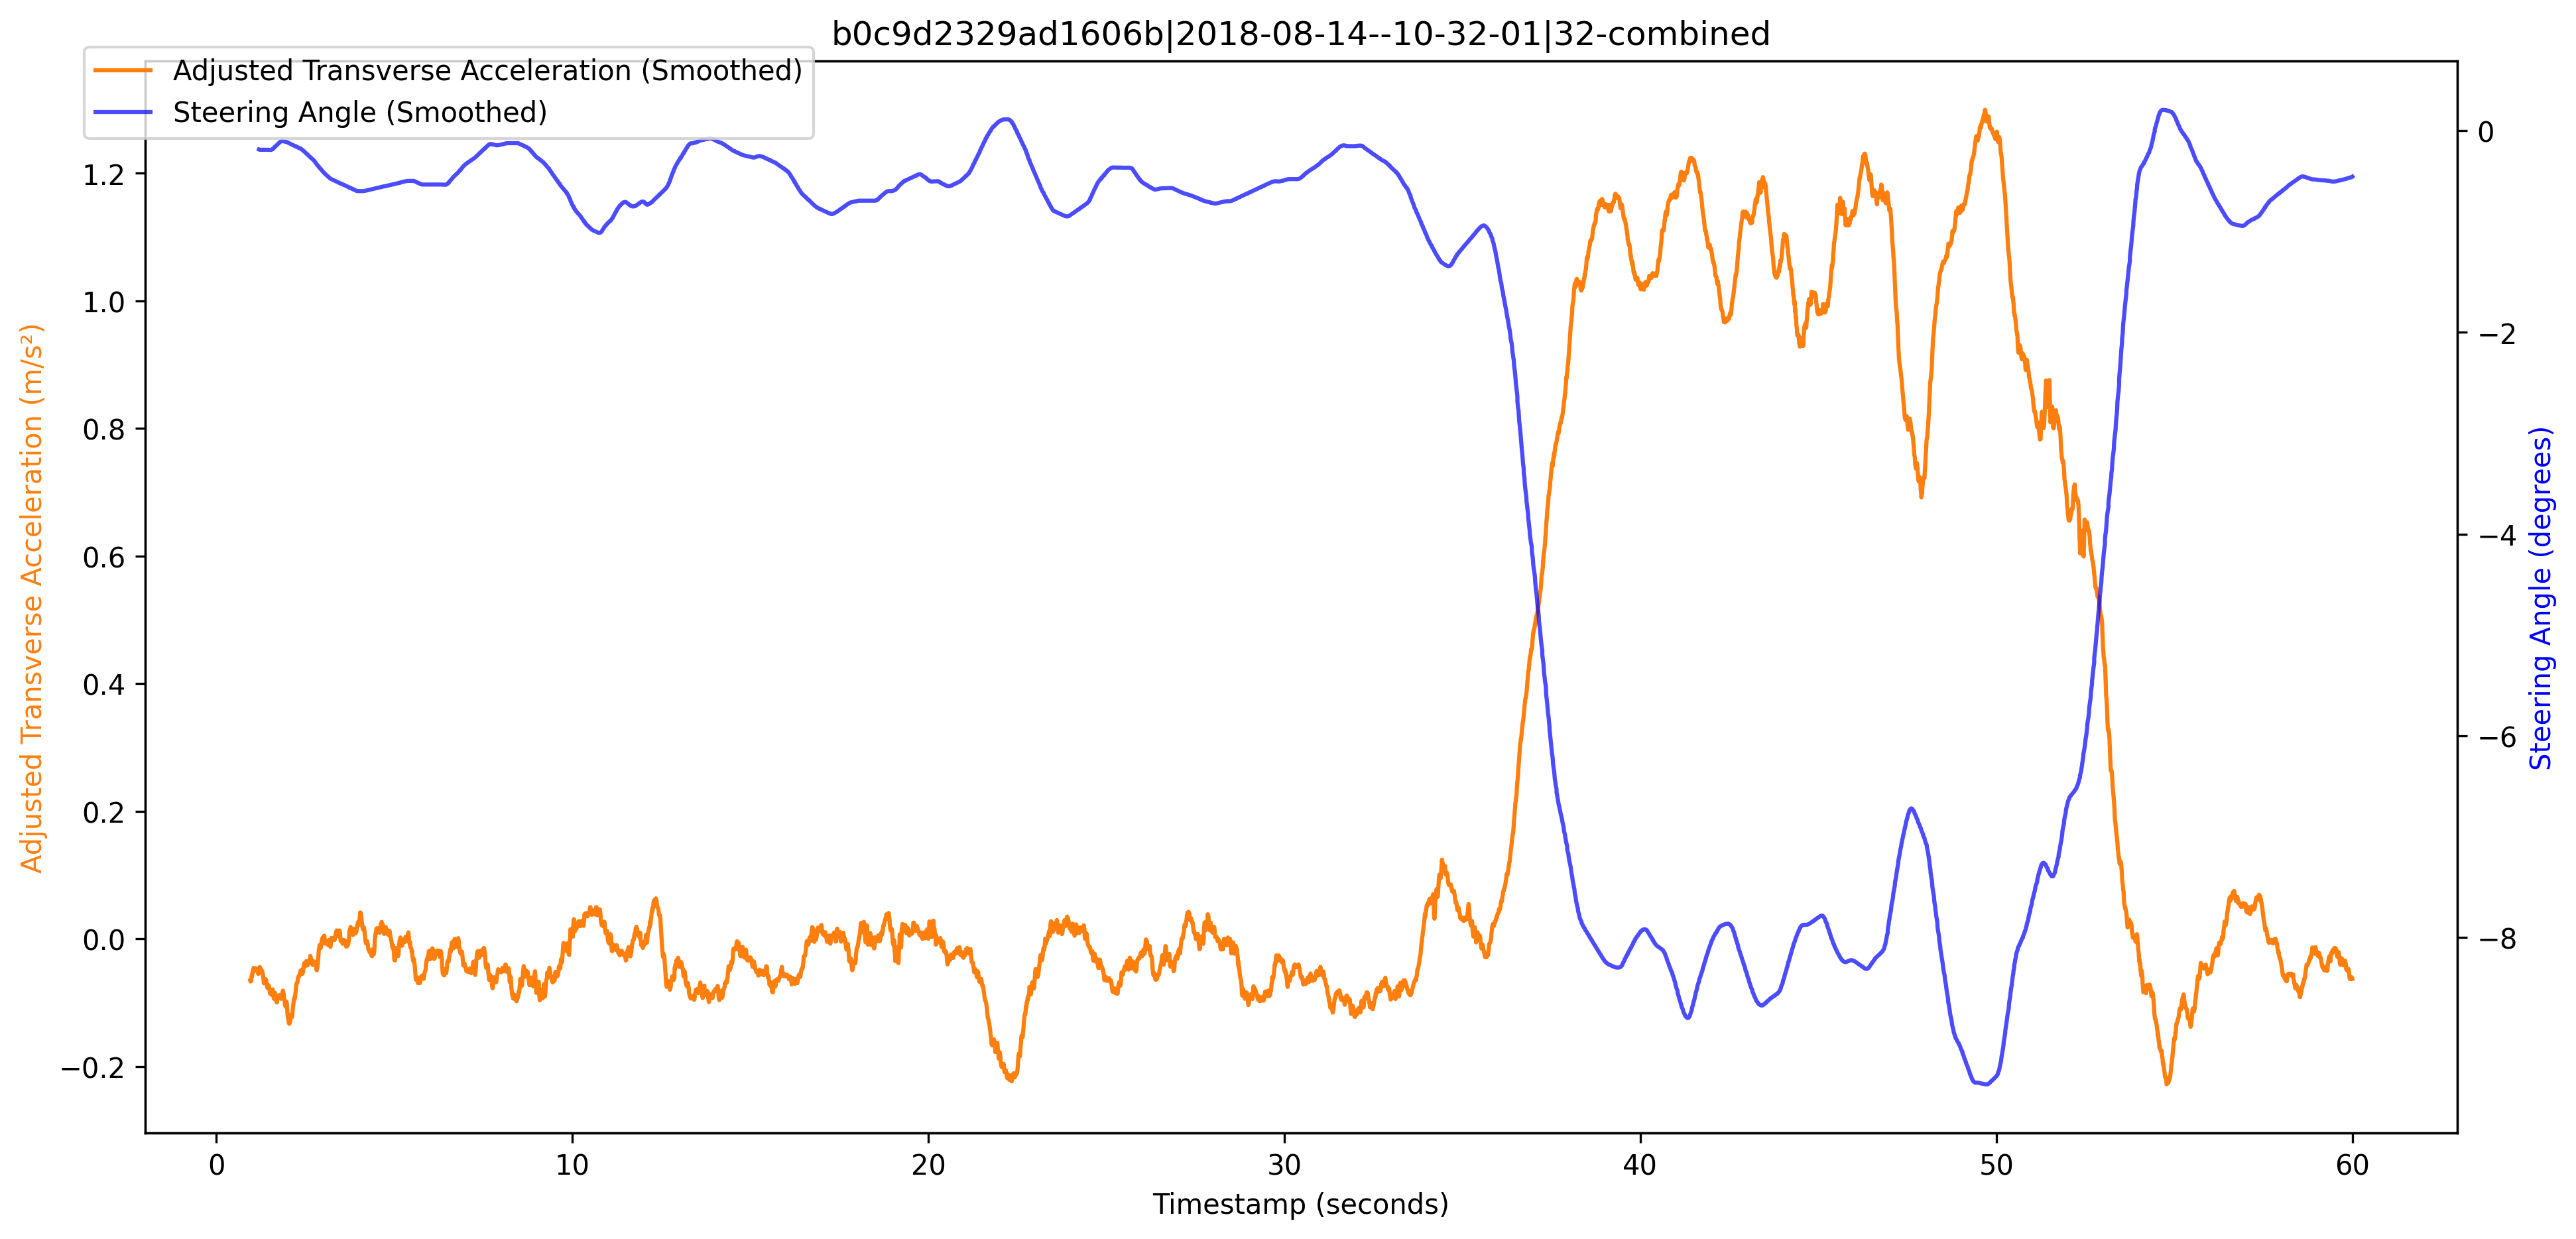 b0c9d2329ad1606b|2018-08-14--10-32-01|32-combined
Adjusted Transverse Acceleration (Smoothed)
Steering Angle (Smoothed)
Adjusted Transverse Acceleration (m/s²)
1.2
1.0
0.8
0.6
0.4
0.2
0.0
−0.2
0
−2
−4
−6
−8
Steering Angle (degrees)
0 10 20 30 40 50 60
Timestamp (seconds)